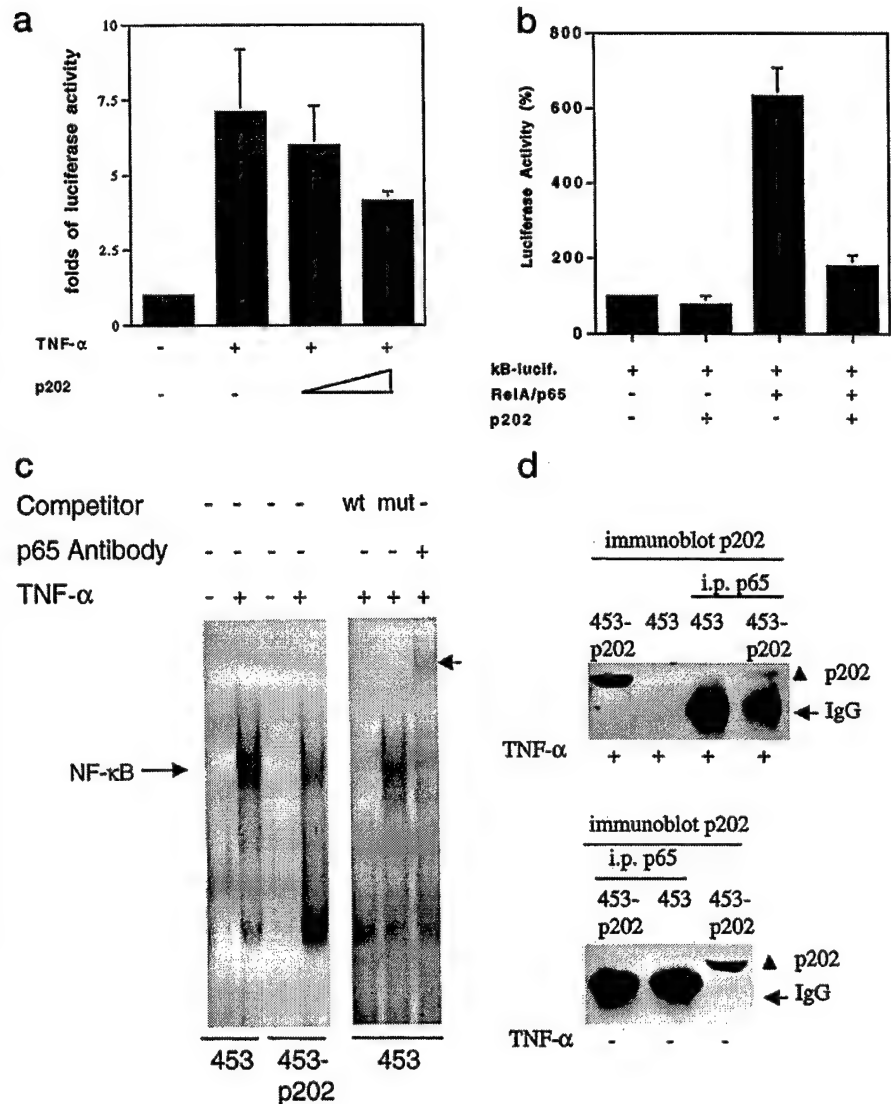 a
folds of luciferase activity
10
7.5
5
2.5
0
TNF-α - + + +
p202 - -
b
Luciferase Activity (%)
800
600
400
200
0
kB-lucif. + + + +
RelA/p65 - - + +
p202 - + - +
c
Competitor - - - - wt mut -
p65 Antibody - - - - - - +
TNF-α - + - + + + +
NF-κB
453 453- 453
p202
d
immunoblot p202
i.p. p65
453- 453 453 453-
p202 p202
p202
IgG
TNF-α + + + +
immunoblot p202
i.p. p65
453- 453 453-
p202 p202
p202
IgG
TNF-α - - -